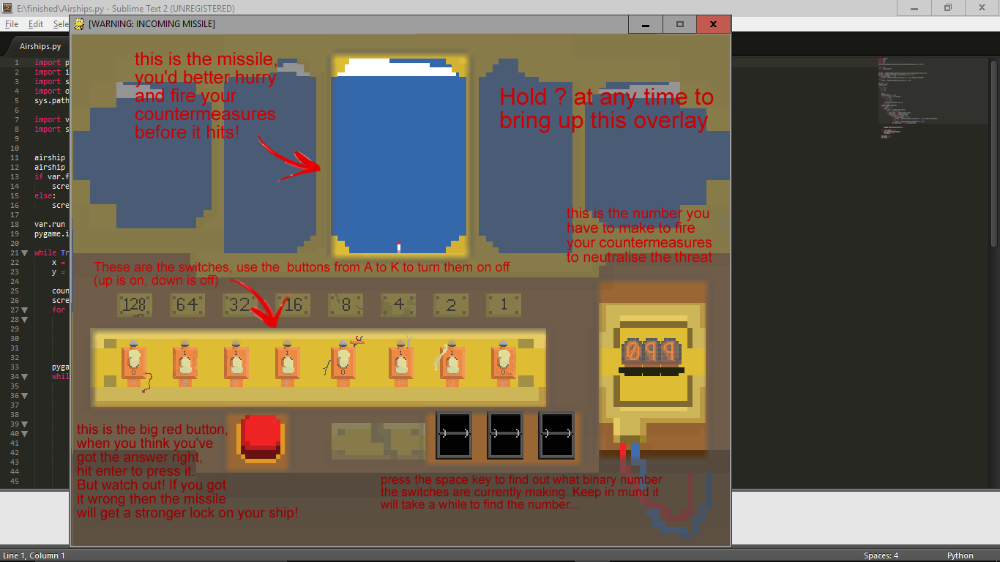 E:\finished\Airships.py - Sublime Text 2 (UNREGISTERED)
File Edit Sele
[WARNING: INCOMING MISSILE]
Airships.py
1 import p
2 import i
3 import s
4 import o
5 sys.path
6
7 import v
8 import s
9
10
11 airship
12 airship
13 if var.f
14 scre
15 else:
16 scre
17
18 var.run
19 pygame.i
20
21 while Tr
22 x =
23 y =
24
25 coun
26 scre
27 for
28
29
30
31
32
33 pyga
34 whil
35
36
37
38
39
40
41
42
43
44
45
this is the missile,
you'd better hurry
and fire your
countermeasures
before it hits!
Hold ? at any time to
bring up this overlay
this is the number you
have to make to fire
your countermeasures
to neutralise the threat
These are the switches, use the buttons from A to K to turn them on off
(up is on, down is off)
128 64 32 16 8 4 2 1
1 1 1 1 1
0 0 0
099
this is the big red button,
when you think you've
got the answer right,
hit enter to press it.
But watch out! If you got
it wrong then the missile
will get a stronger lock on your ship!
press the space key to find out what binary number
the switches are currently making. Keep in mund it
will take a while to find the number...
Line 1, Column 1
Spaces: 4
Python